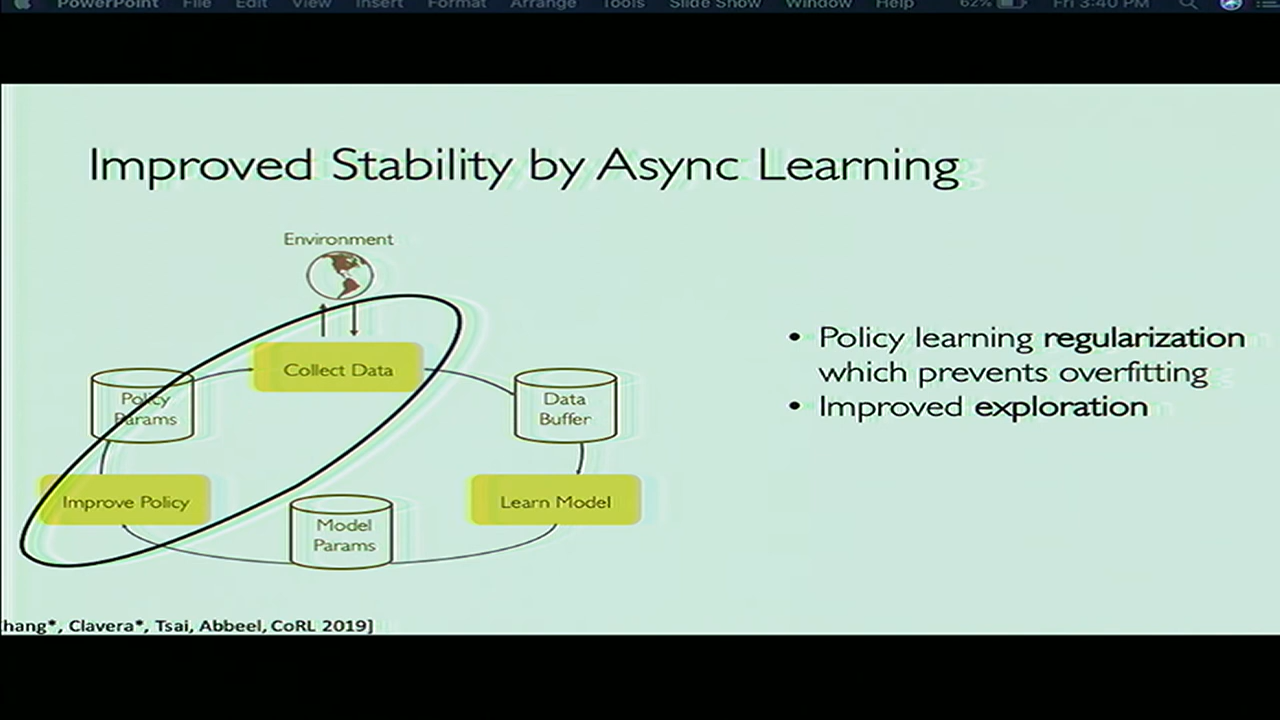 PowerPoint File Edit View Insert Format Arrange Tools Slide Show Window Help 62% Fri 3:40 PM
Improved Stability by Async Learning
Environment
Collect Data
Policy
Params
Data
Buffer
Improve Policy
Learn Model
Model
Params
• Policy learning regularization
which prevents overfitting
• Improved exploration
hang*, Clavera*, Tsai, Abbeel, CoRL 2019]